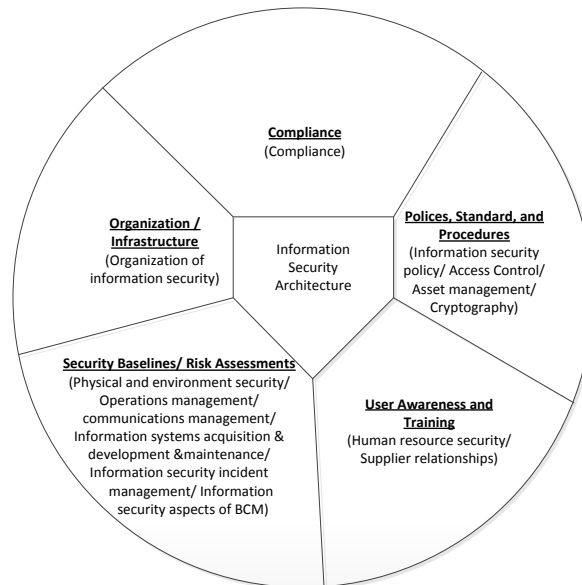 Compliance
(Compliance)
Organization /
Infrastructure
(Organization of
information security)
Information
Security
Architecture
Polices, Standard, and
Procedures
(Information security
policy/ Access Control/
Asset management/
Cryptography)
Security Baselines/ Risk Assessments
(Physical and environment security/
Operations management/
communications management/
Information systems acquisition &
development &maintenance/
Information security incident
management/ Information
security aspects of BCM)
User Awareness and
Training
(Human resource security/
Supplier relationships)